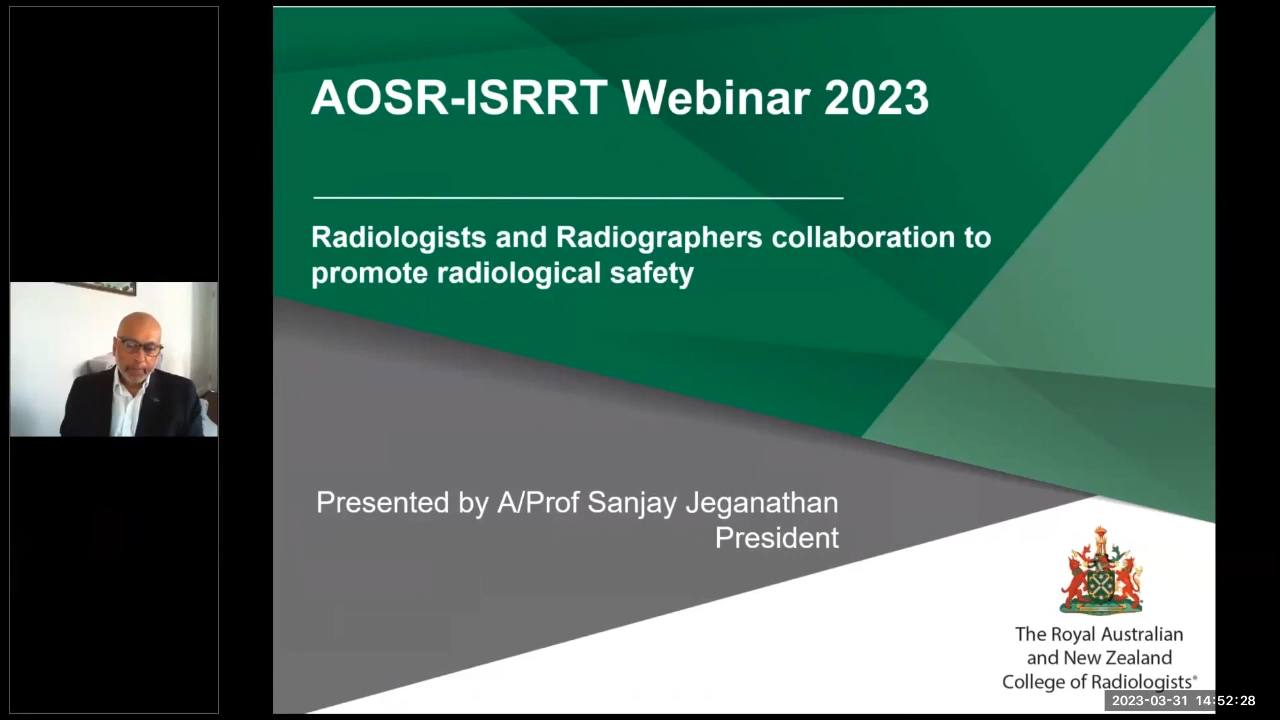 AOSR-ISRRT Webinar 2023
Radiologists and Radiographers collaboration to
promote radiological safety
Presented by A/Prof Sanjay Jeganathan
President
The Royal Australian
and New Zealand
College of Radiologists®
2023-03-31 14:52:28